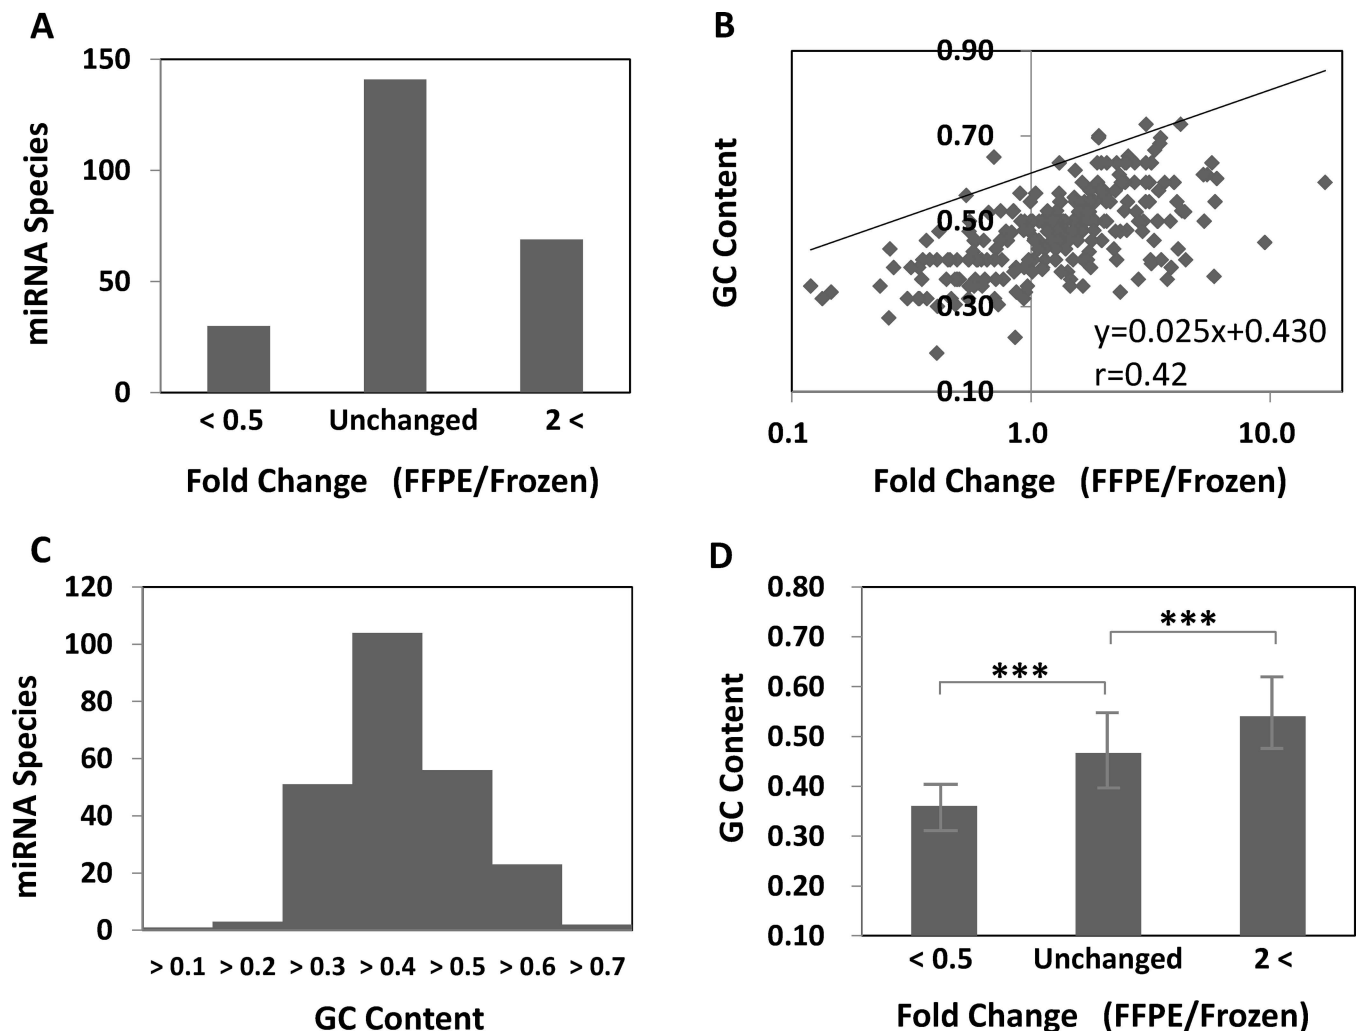 A
150
100
50
0
miRNA Species
< 0.5 Unchanged 2 <
Fold Change (FFPE/Frozen)
B
0.90
0.70
0.50
0.30
0.10
GC Content
y=0.025x+0.430
r=0.42
0.1 1.0 10.0
Fold Change (FFPE/Frozen)
C
120
100
80
60
40
20
0
miRNA Species
> 0.1 > 0.2 > 0.3 > 0.4 > 0.5 > 0.6 > 0.7
GC Content
D
0.80
0.70
0.60
0.50
0.40
0.30
0.20
0.10
GC Content
***
***
< 0.5 Unchanged 2 <
Fold Change (FFPE/Frozen)